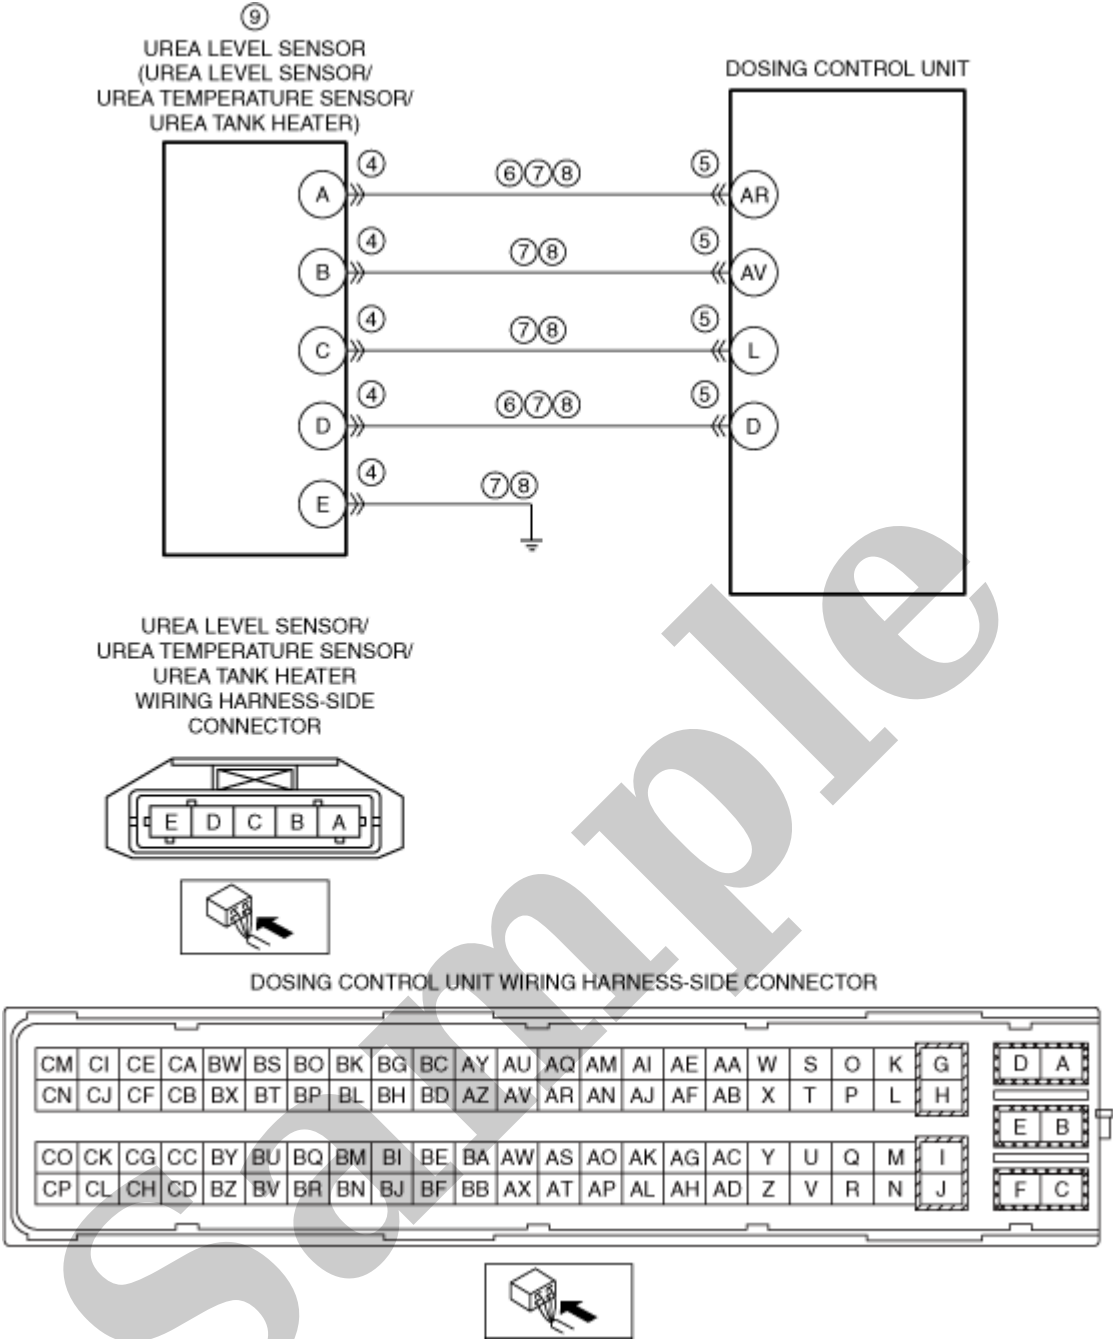 ⑨
UREA LEVEL SENSOR
(UREA LEVEL SENSOR/
UREA TEMPERATURE SENSOR/
UREA TANK HEATER)
DOSING CONTROL UNIT
④ ⑥⑦⑧ ⑤
A AR
④ ⑦⑧ ⑤
B AV
④ ⑦⑧ ⑤
C L
④ ⑥⑦⑧ ⑤
D D
④ ⑦⑧
E
UREA LEVEL SENSOR/
UREA TEMPERATURE SENSOR/
UREA TANK HEATER
WIRING HARNESS-SIDE
CONNECTOR
E D C B A
DOSING CONTROL UNIT WIRING HARNESS-SIDE CONNECTOR
CM CI CE CA BW BS BO BK BG BC AY AU AQ AM AI AE AA W S O K G D A
CN CJ CF CB BX BT BP BL BH BD AZ AV AR AN AJ AF AB X T P L H
E B
CO CK CG CC BY BU BQ BM BI BE BA AW AS AO AK AG AC Y U Q M I
CP CL CH CD BZ BV BR BN BJ BF BB AX AT AP AL AH AD Z V R N J F C
Sample